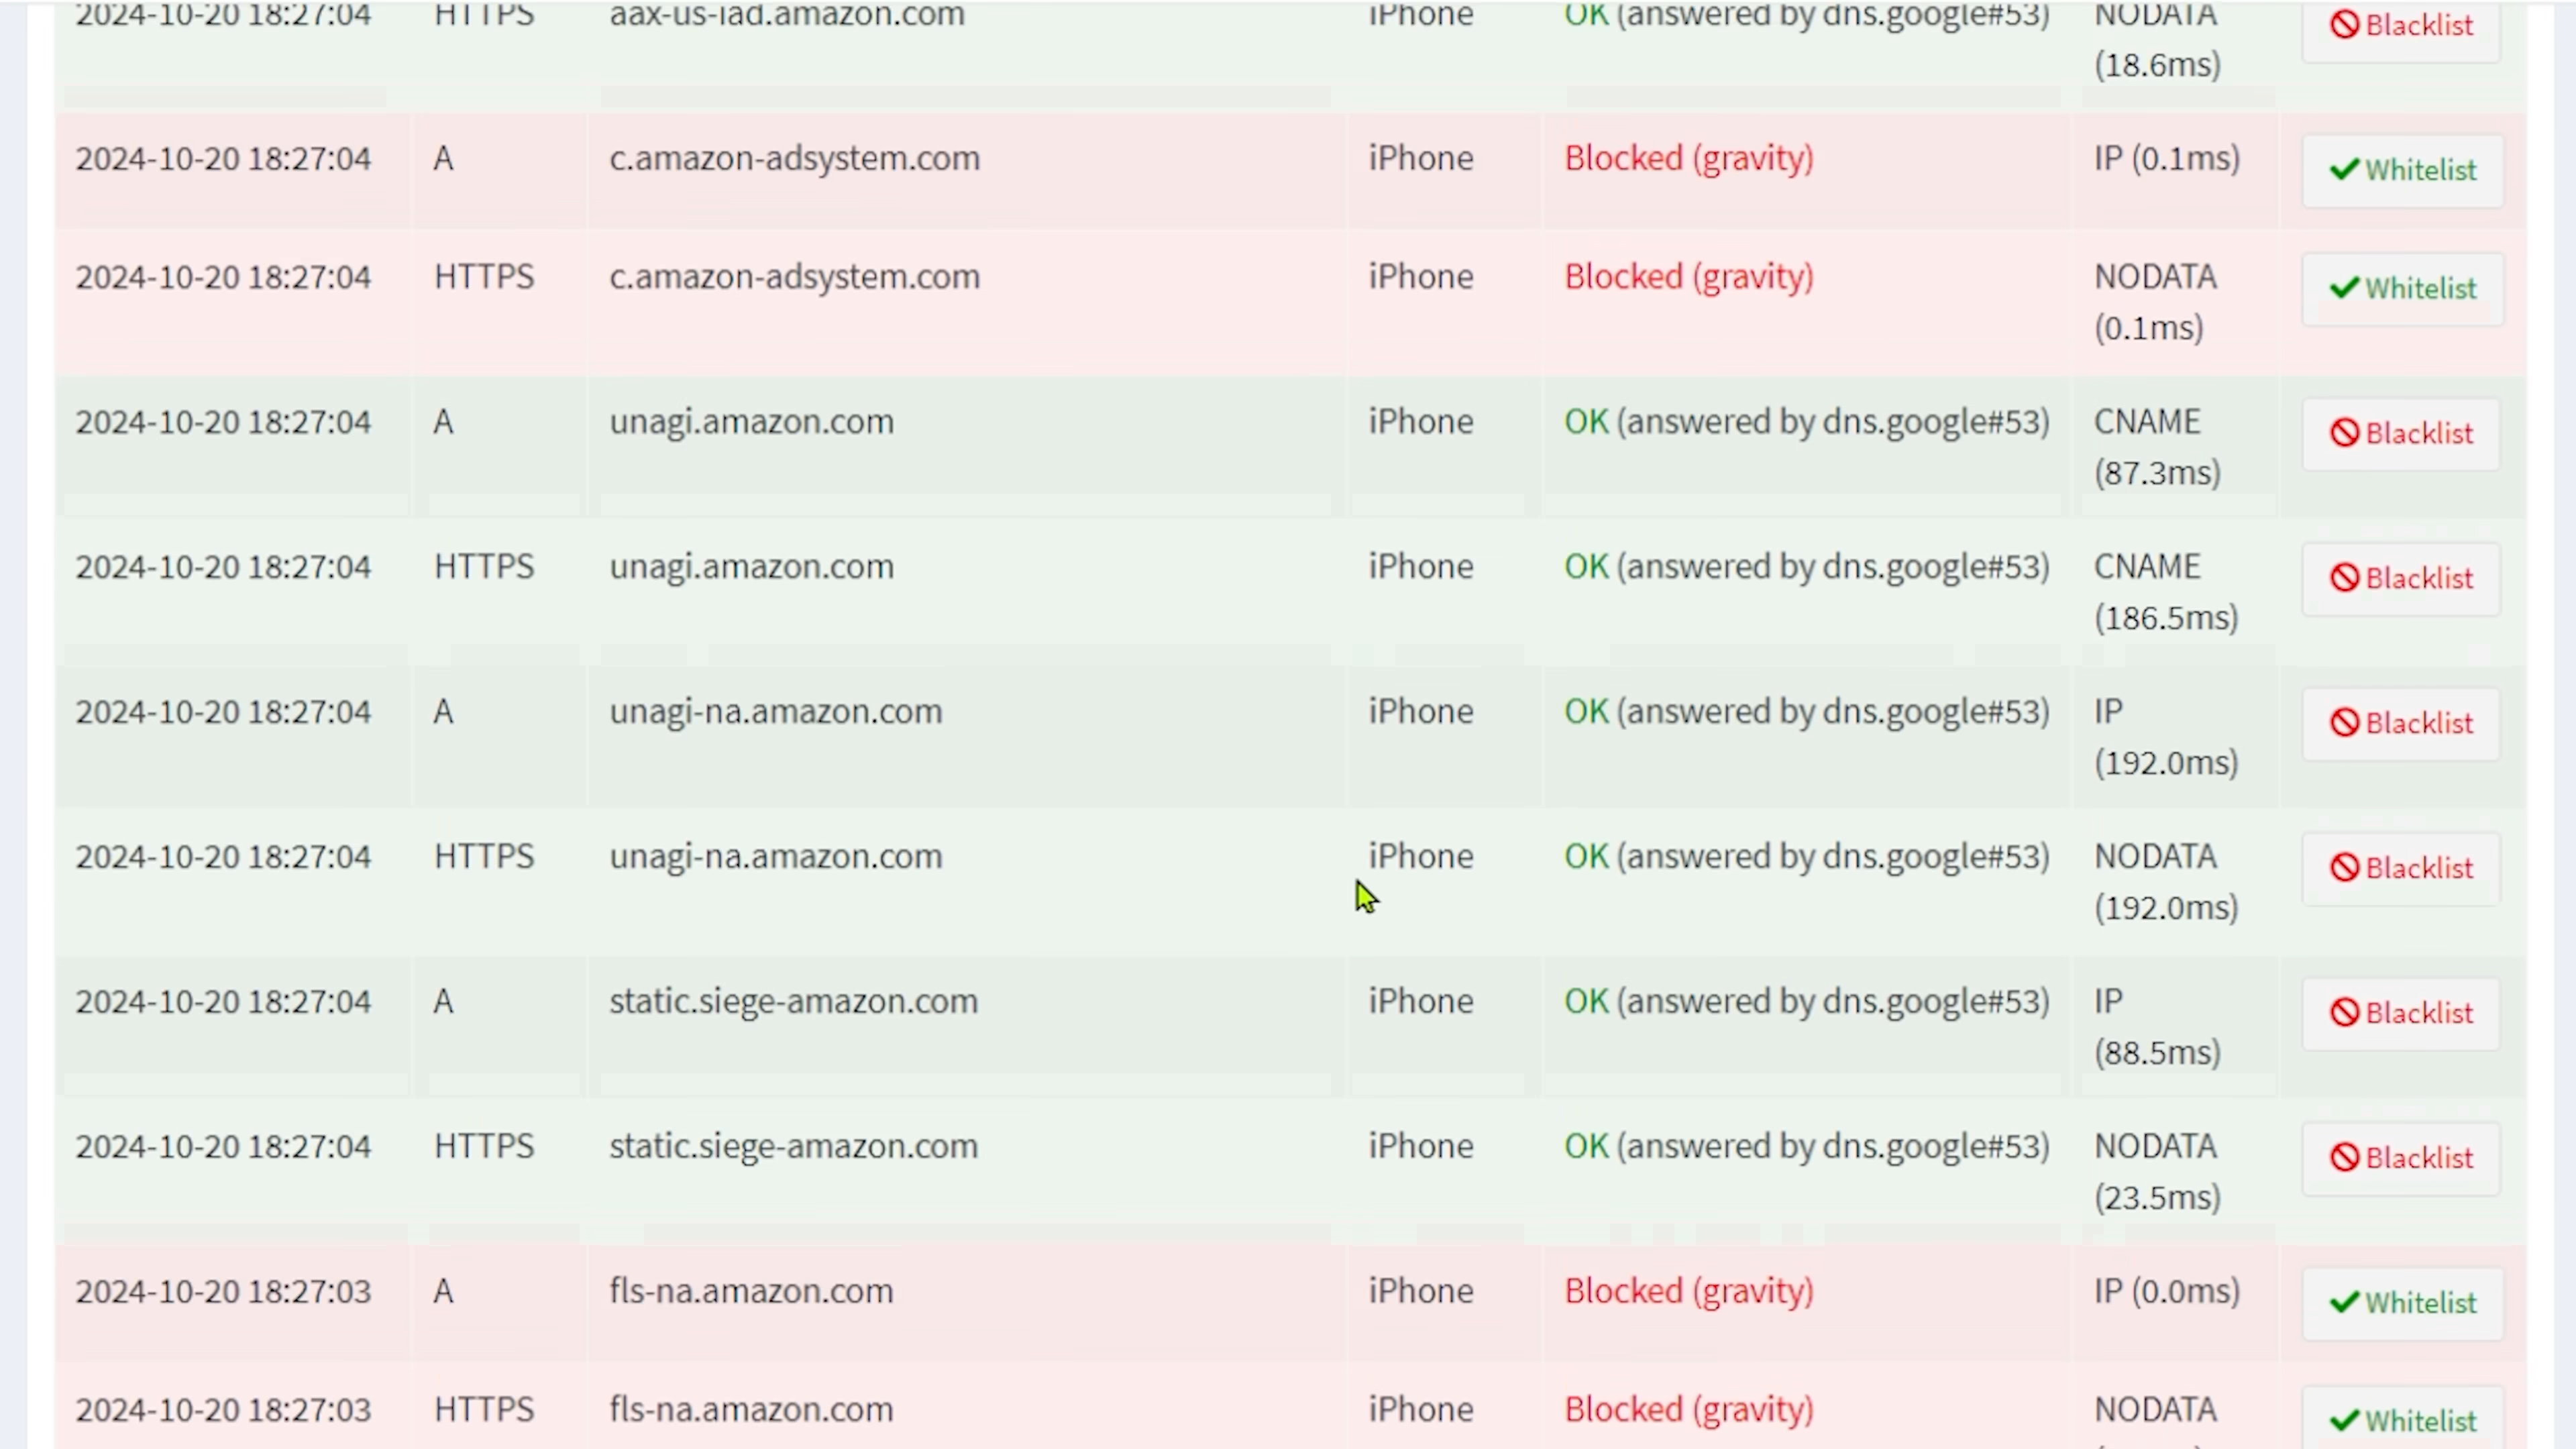 2024-10-20 18:27:04 HTTPS aax-us-iad.amazon.com iPhone OK (answered by dns.google#53) NODATA (18.6ms) Blacklist
2024-10-20 18:27:04 A c.amazon-adsystem.com iPhone Blocked (gravity) IP (0.1ms) Whitelist
2024-10-20 18:27:04 HTTPS c.amazon-adsystem.com iPhone Blocked (gravity) NODATA (0.1ms) Whitelist
2024-10-20 18:27:04 A unagi.amazon.com iPhone OK (answered by dns.google#53) CNAME (87.3ms) Blacklist
2024-10-20 18:27:04 HTTPS unagi.amazon.com iPhone OK (answered by dns.google#53) CNAME (186.5ms) Blacklist
2024-10-20 18:27:04 A unagi-na.amazon.com iPhone OK (answered by dns.google#53) IP (192.0ms) Blacklist
2024-10-20 18:27:04 HTTPS unagi-na.amazon.com iPhone OK (answered by dns.google#53) NODATA (192.0ms) Blacklist
2024-10-20 18:27:04 A static.siege-amazon.com iPhone OK (answered by dns.google#53) IP (88.5ms) Blacklist
2024-10-20 18:27:04 HTTPS static.siege-amazon.com iPhone OK (answered by dns.google#53) NODATA (23.5ms) Blacklist
2024-10-20 18:27:03 A fls-na.amazon.com iPhone Blocked (gravity) IP (0.0ms) Whitelist
2024-10-20 18:27:03 HTTPS fls-na.amazon.com iPhone Blocked (gravity) NODATA Whitelist